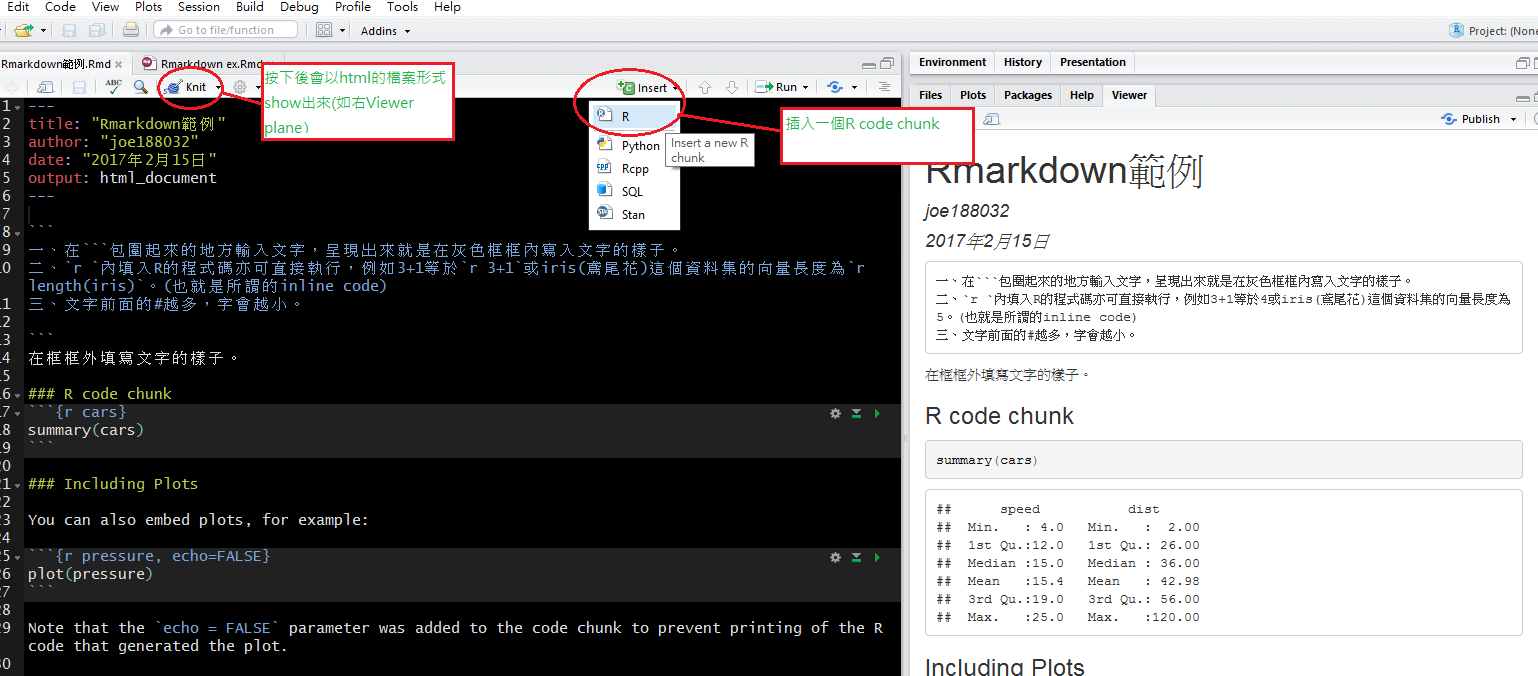 Edit Code View Plots Session Build Debug Profile Tools Help
Go to file/function Addins Project: (None
Rmarkdown範例.Rmd Rmarkdown ex.Rmd
ABC Knit Insert Run
按下後會以html的檔案形式
show出來(如右Viewer
plane)
R
Python
Rcpp
SQL
Stan
Insert a new R
chunk
插入一個R code chunk
1 ---
2 title: "Rmarkdown範例"
3 author: "joe188032"
4 date: "2017年2月15日"
5 output: html_document
6 ---
7
8 ```
9 一、在```包圍起來的地方輸入文字，呈現出來就是在灰色框框內寫入文字的樣子。
10 二、`r `內填入R的程式碼亦可直接執行，例如3+1等於`r 3+1`或iris(鳶尾花)這個資料集的向量長度為`r
length(iris)`。(也就是所謂的inline code)
11 三、文字前面的#越多，字會越小。
12
13 ```
14 在框框外填寫文字的樣子。
15
16 ### R code chunk
17 ```{r cars}
18 summary(cars)
19 ```
20
21 ### Including Plots
22
23 You can also embed plots, for example:
24
25 ```{r pressure, echo=FALSE}
26 plot(pressure)
27 ```
28
29 Note that the `echo = FALSE` parameter was added to the code chunk to prevent printing of the R
code that generated the plot.
30
Environment History Presentation
Files Plots Packages Help Viewer
Publish
Rmarkdown範例
joe188032
2017年2月15日
一、在```包圍起來的地方輸入文字，呈現出來就是在灰色框框內寫入文字的樣子。
二、`r `內填入R的程式碼亦可直接執行，例如3+1等於4或iris(鳶尾花)這個資料集的向量長度為
5。(也就是所謂的inline code)
三、文字前面的#越多，字會越小。
在框框外填寫文字的樣子。
R code chunk
summary(cars)
## speed dist
## Min. : 4.0 Min. : 2.00
## 1st Qu.:12.0 1st Qu.: 26.00
## Median :15.0 Median : 36.00
## Mean :15.4 Mean : 42.98
## 3rd Qu.:19.0 3rd Qu.: 56.00
## Max. :25.0 Max. :120.00
Including Plots